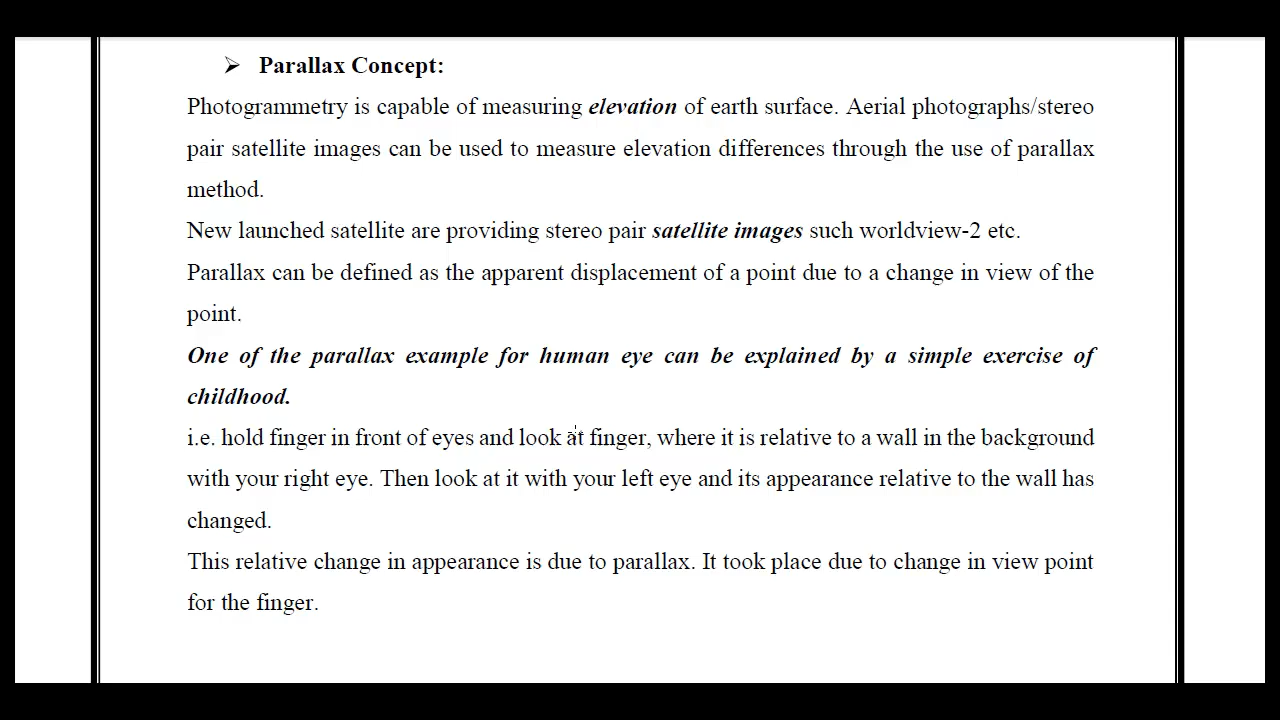 ➢ Parallax Concept:
Photogrammetry is capable of measuring elevation of earth surface. Aerial photographs/stereo
pair satellite images can be used to measure elevation differences through the use of parallax
method.
New launched satellite are providing stereo pair satellite images such worldview-2 etc.
Parallax can be defined as the apparent displacement of a point due to a change in view of the
point.
One of the parallax example for human eye can be explained by a simple exercise of
childhood.
i.e. hold finger in front of eyes and look at finger, where it is relative to a wall in the background
with your right eye. Then look at it with your left eye and its appearance relative to the wall has
changed.
This relative change in appearance is due to parallax. It took place due to change in view point
for the finger.